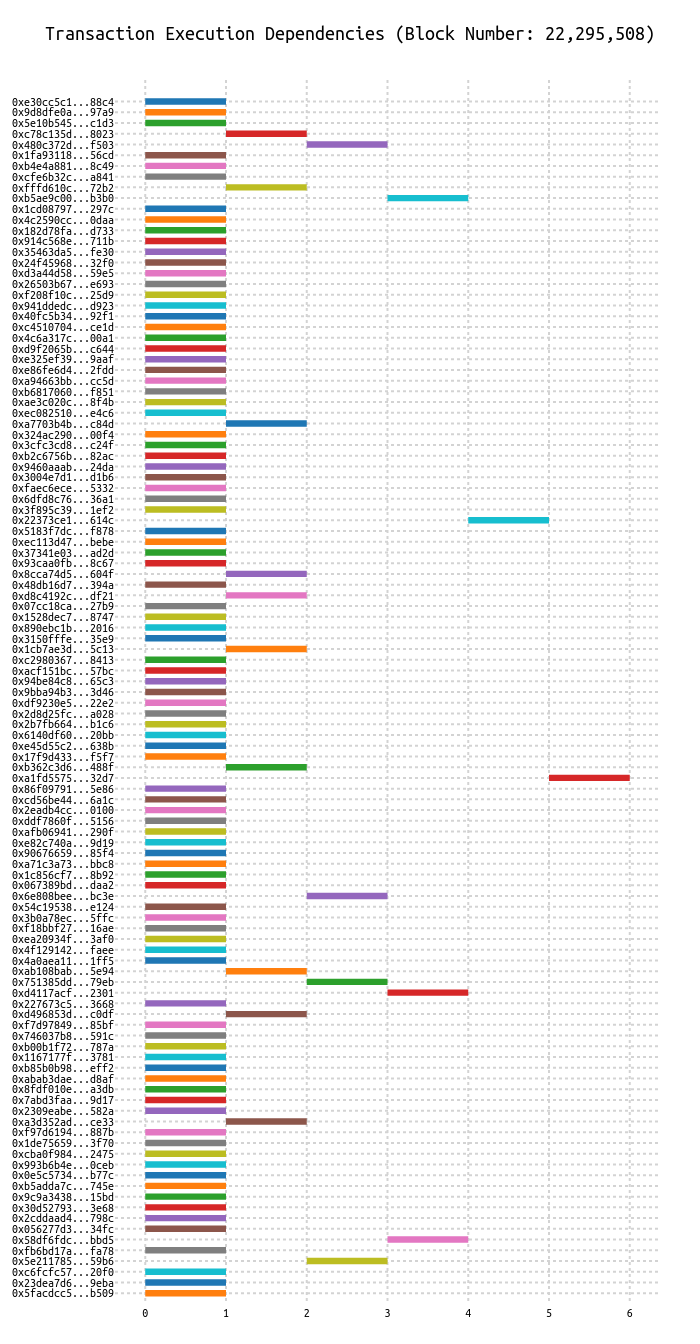 Transaction Execution Dependencies (Block Number: 22,295,508)
0xe30cc5c1...88c4
0x9d8dfe0a...97a9
0x5e10b545...c1d3
0xc78c135d...8023
0x480c372d...f503
0x1fa93118...56cd
0xb4e4a881...8c49
0xcfe6b32c...a841
0xfffd610c...72b2
0xb5ae9c00...b3b0
0x1cd08797...297c
0x4c2590cc...0daa
0x182d78fa...d733
0x914c568e...711b
0x35463da5...fe30
0x24f45968...32f0
0xd3a44d58...59e5
0x26503b67...e693
0xf208f10c...25d9
0x941ddedc...d923
0x40fc5b34...92f1
0xc4510704...ce1d
0x4c6a317c...00a1
0xd9f2065b...c644
0xe325ef39...9aaf
0xe86fe6d4...2fdd
0xa94663bb...cc5d
0xb6817060...f851
0xae3c020c...8f4b
0xec082510...e4c6
0xa7703b4b...c84d
0x324ac290...00f4
0x3cfc3cd8...c24f
0xb2c6756b...82ac
0x9460aaab...24da
0x3004e7d1...d1b6
0xfaec6ece...5332
0x6dfd8c76...36a1
0x3f895c39...1ef2
0x22373ce1...614c
0x5183f7dc...f878
0xec113d47...bebe
0x37341e03...ad2d
0x93caa0fb...8c67
0x8cca74d5...604f
0x48db16d7...394a
0xd8c4192c...df21
0x07cc18ca...27b9
0x1528dec7...8747
0x890ebc1b...2016
0x3150fffe...35e9
0x1cb7ae3d...5c13
0xc2980367...8413
0xacf151bc...57bc
0x94be84c8...65c3
0x9bba94b3...3d46
0xdf9230e5...22e2
0x2d8d25fc...a028
0x2b7fb664...b1c6
0x6140df60...20bb
0xe45d55c2...638b
0x17f9d433...f5f7
0xb362c3d6...488f
0xa1fd5575...32d7
0x86f09791...5e86
0xcd56be44...6a1c
0x2eadb4cc...0100
0xddf7860f...5156
0xafb06941...290f
0xe82c740a...9d19
0x90676659...85f4
0xa71c3a73...bbc8
0x1c856cf7...8b92
0x067389bd...daa2
0x6e808bee...bc3e
0x54c19538...e124
0x3b0a78ec...5ffc
0xf18bbf27...16ae
0xea20934f...3af0
0x4f129142...faee
0x4a0aea11...1ff5
0xab108bab...5e94
0x751385dd...79eb
0xd4117acf...2301
0x227673c5...3668
0xd496853d...c0df
0xf7d97849...85bf
0x746037b8...591c
0xb00b1f72...787a
0x1167177f...3781
0xb85b0b98...eff2
0xabab3dae...d8af
0x8fdf010e...a3db
0x7abd3faa...9d17
0x2309eabe...582a
0xa3d352ad...ce33
0xf97d6194...887b
0x1de75659...3f70
0xcba0f984...2475
0x993b6b4e...0ceb
0x0e5c5734...b77c
0xb5adda7c...745e
0x9c9a3438...15bd
0x30d52793...3e68
0x2cddaad4...798c
0x056277d3...34fc
0x58df6fdc...bbd5
0xfb6bd17a...fa78
0x5e211785...59b6
0xc6fcfc57...20f0
0x23dea7d6...9eba
0x5facdcc5...b509
0 1 2 3 4 5 6